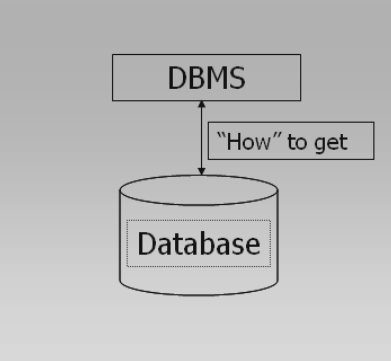 DBMS
“How” to get
Database